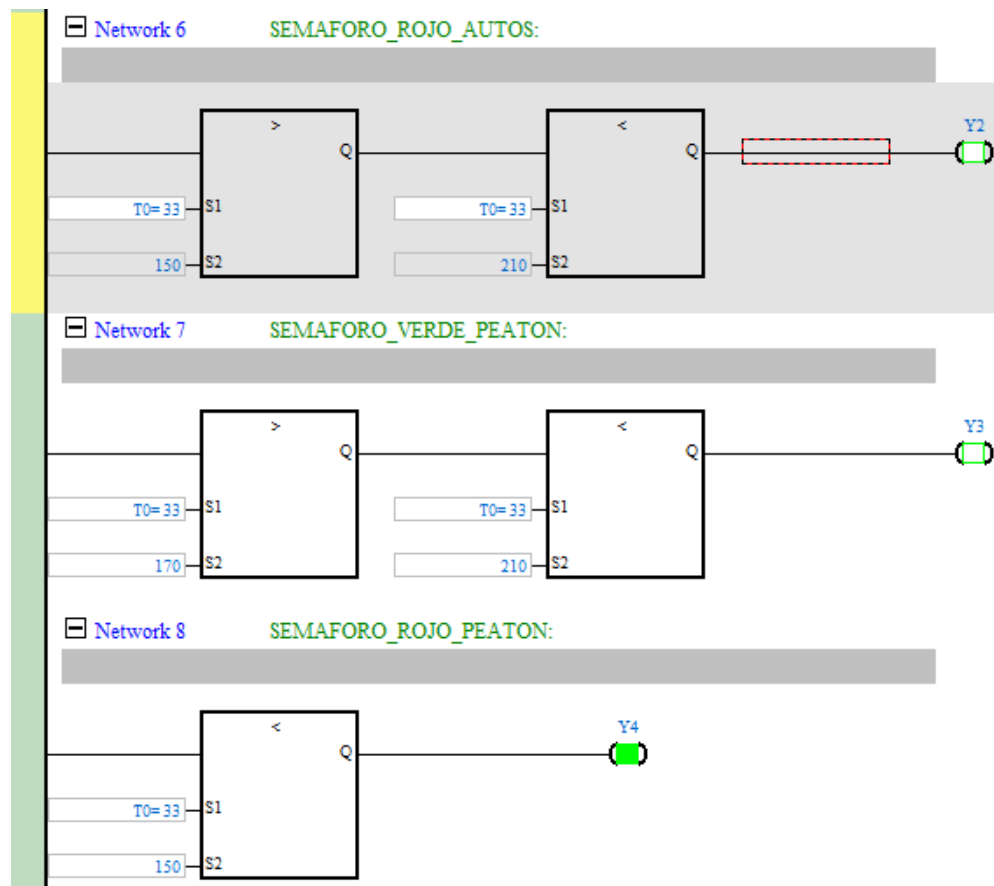 Network 6 SEMAFORO_ROJO_AUTOS:
> < Y2
Q Q
T0= 33 S1 T0= 33 S1
150 S2 210 S2
Network 7 SEMAFORO_VERDE_PEATON:
> < Y3
Q Q
T0= 33 S1 T0= 33 S1
170 S2 210 S2
Network 8 SEMAFORO_ROJO_PEATON:
< Y4
Q
T0= 33 S1
150 S2